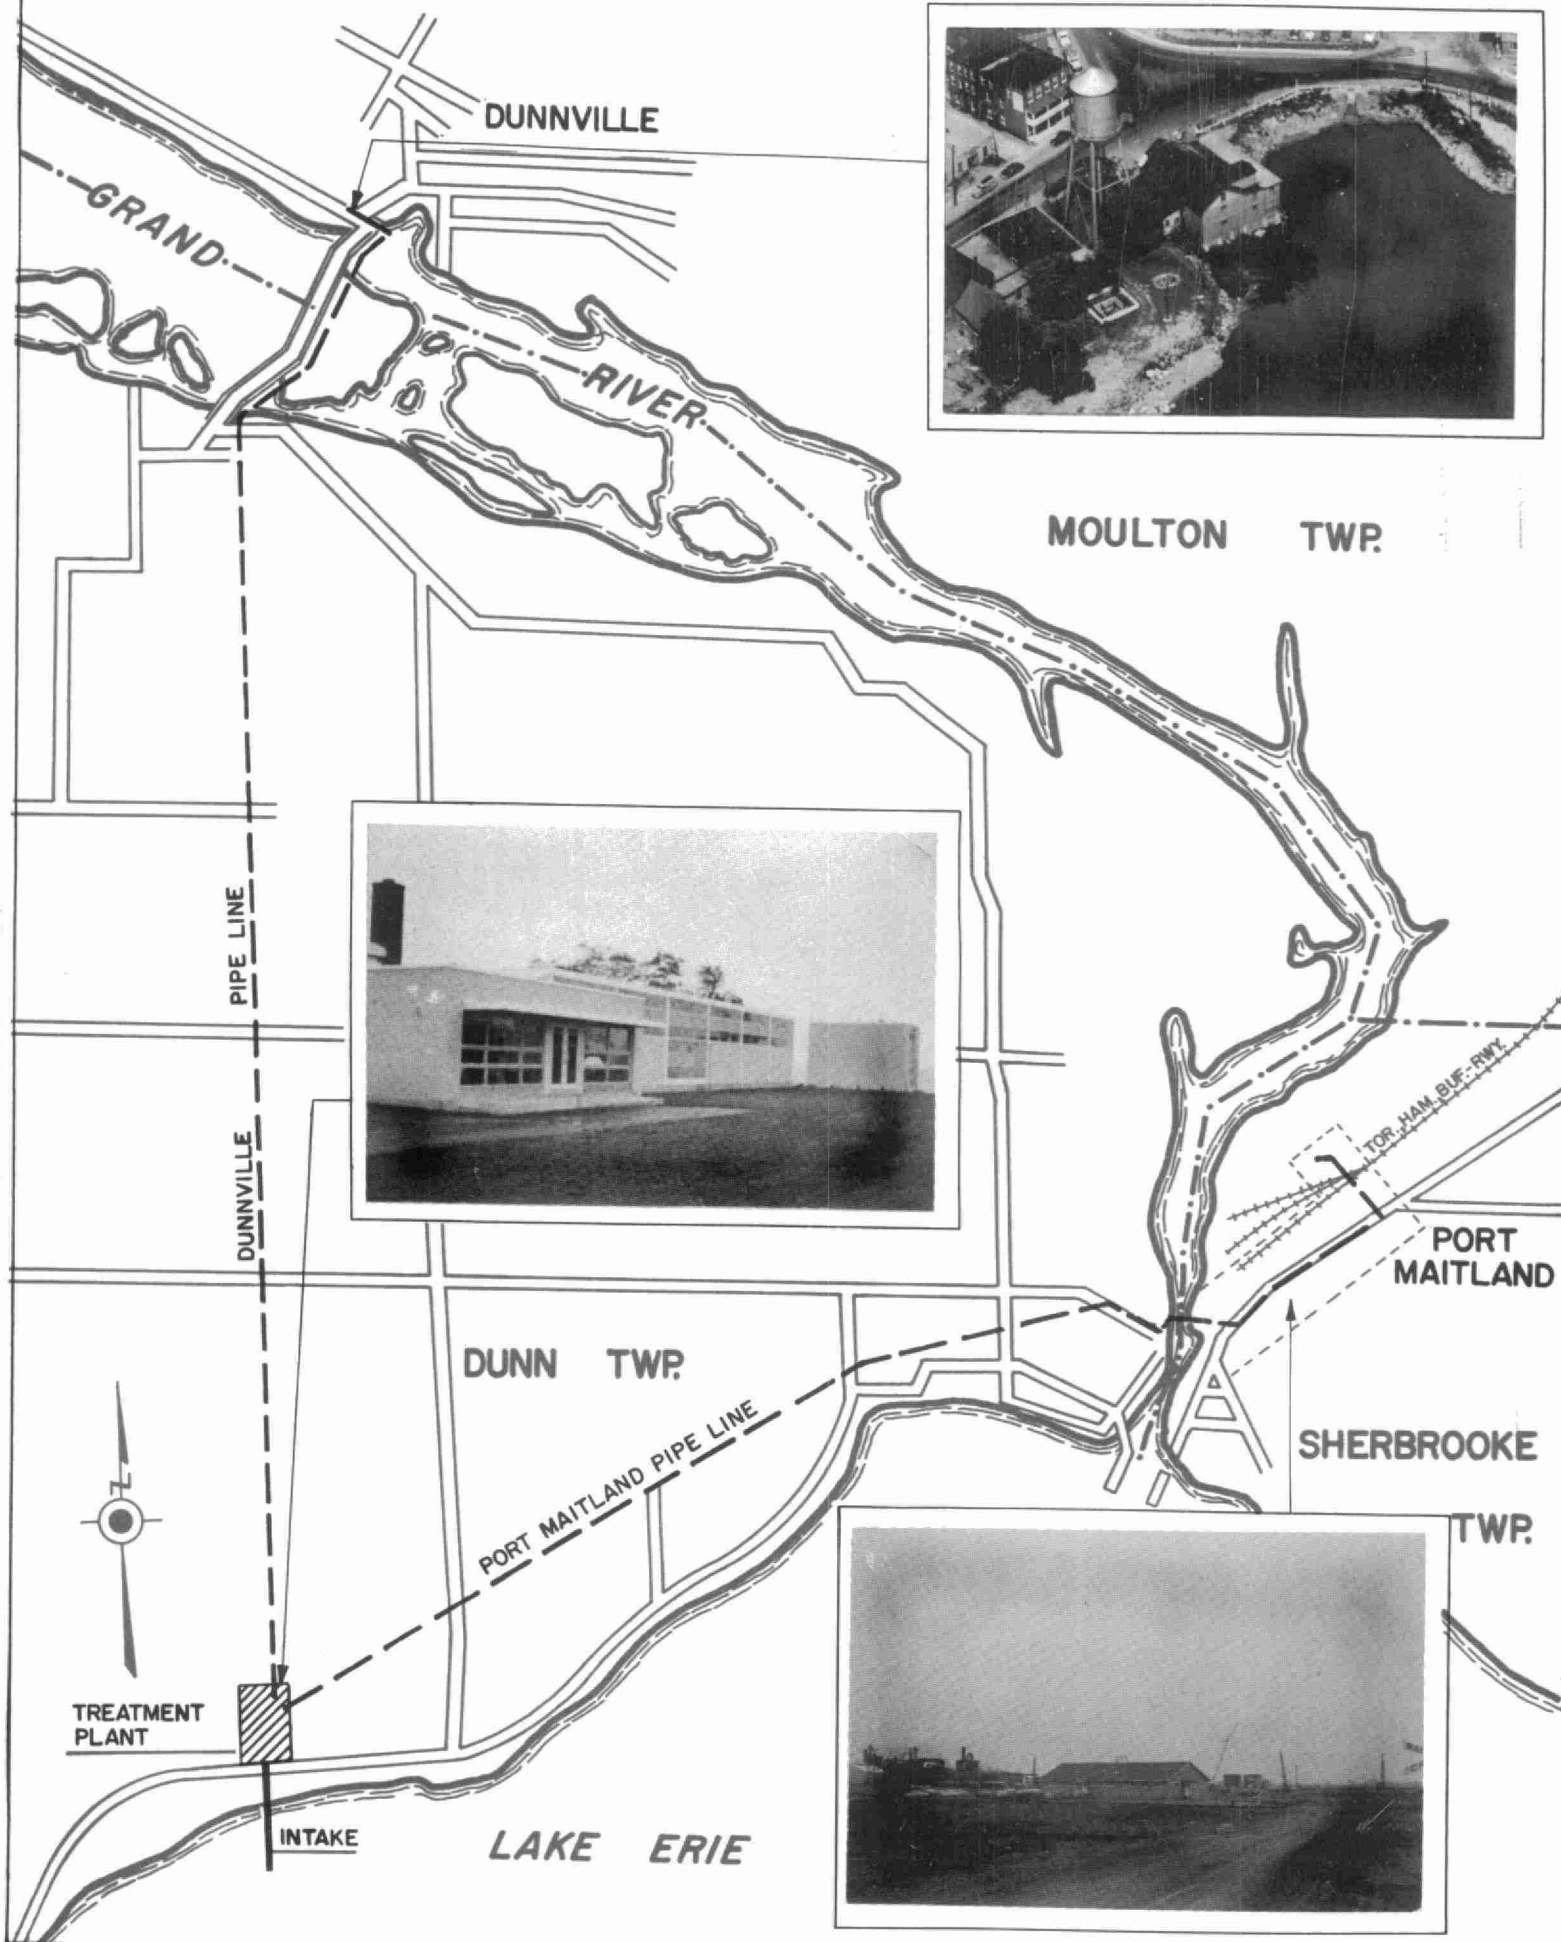 DUNNVILLE
GRAND
RIVER
MOULTON TWP.
DUNNVILLE PIPE LINE
TOR. HAM. BUF. RWY.
PORT
MAITLAND
DUNN TWP.
PORT MAITLAND PIPE LINE
SHERBROOKE
TWP.
N
TREATMENT
PLANT
INTAKE
LAKE ERIE